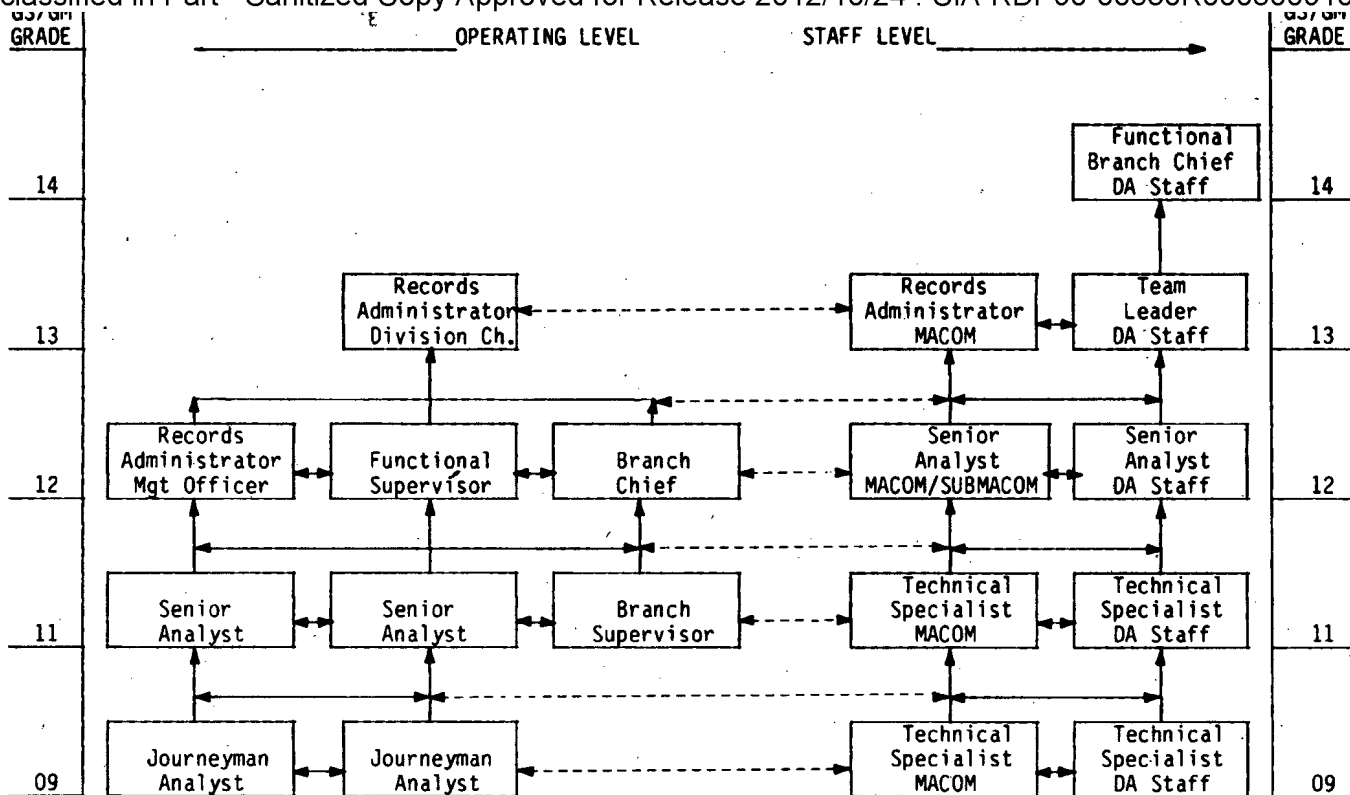 classified in Part - Sanitized Copy Approved for Release 2012/10/24 :
GS/GM GRADE
OPERATING LEVEL
STAFF LEVEL
GS/GM GRADE
Functional
Branch Chief
DA Staff
14
14
Records
Administrator
Division Ch.
Records
Administrator
MACOM
Team
Leader
DA Staff
13
13
Records
Administrator
Mgt Officer
Functional
Supervisor
Branch
Chief
Senior
Analyst
MACOM/SUBMACOM
Senior
Analyst
DA Staff
12
12
Senior
Analyst
Senior
Analyst
Branch
Supervisor
Technical
Specialist
MACOM
Technical
Specialist
DA Staff
11
11
Journeyman
Analyst
Journeyman
Analyst
Technical
Specialist
MACOM
Technical
Specialist
DA Staff
09
09